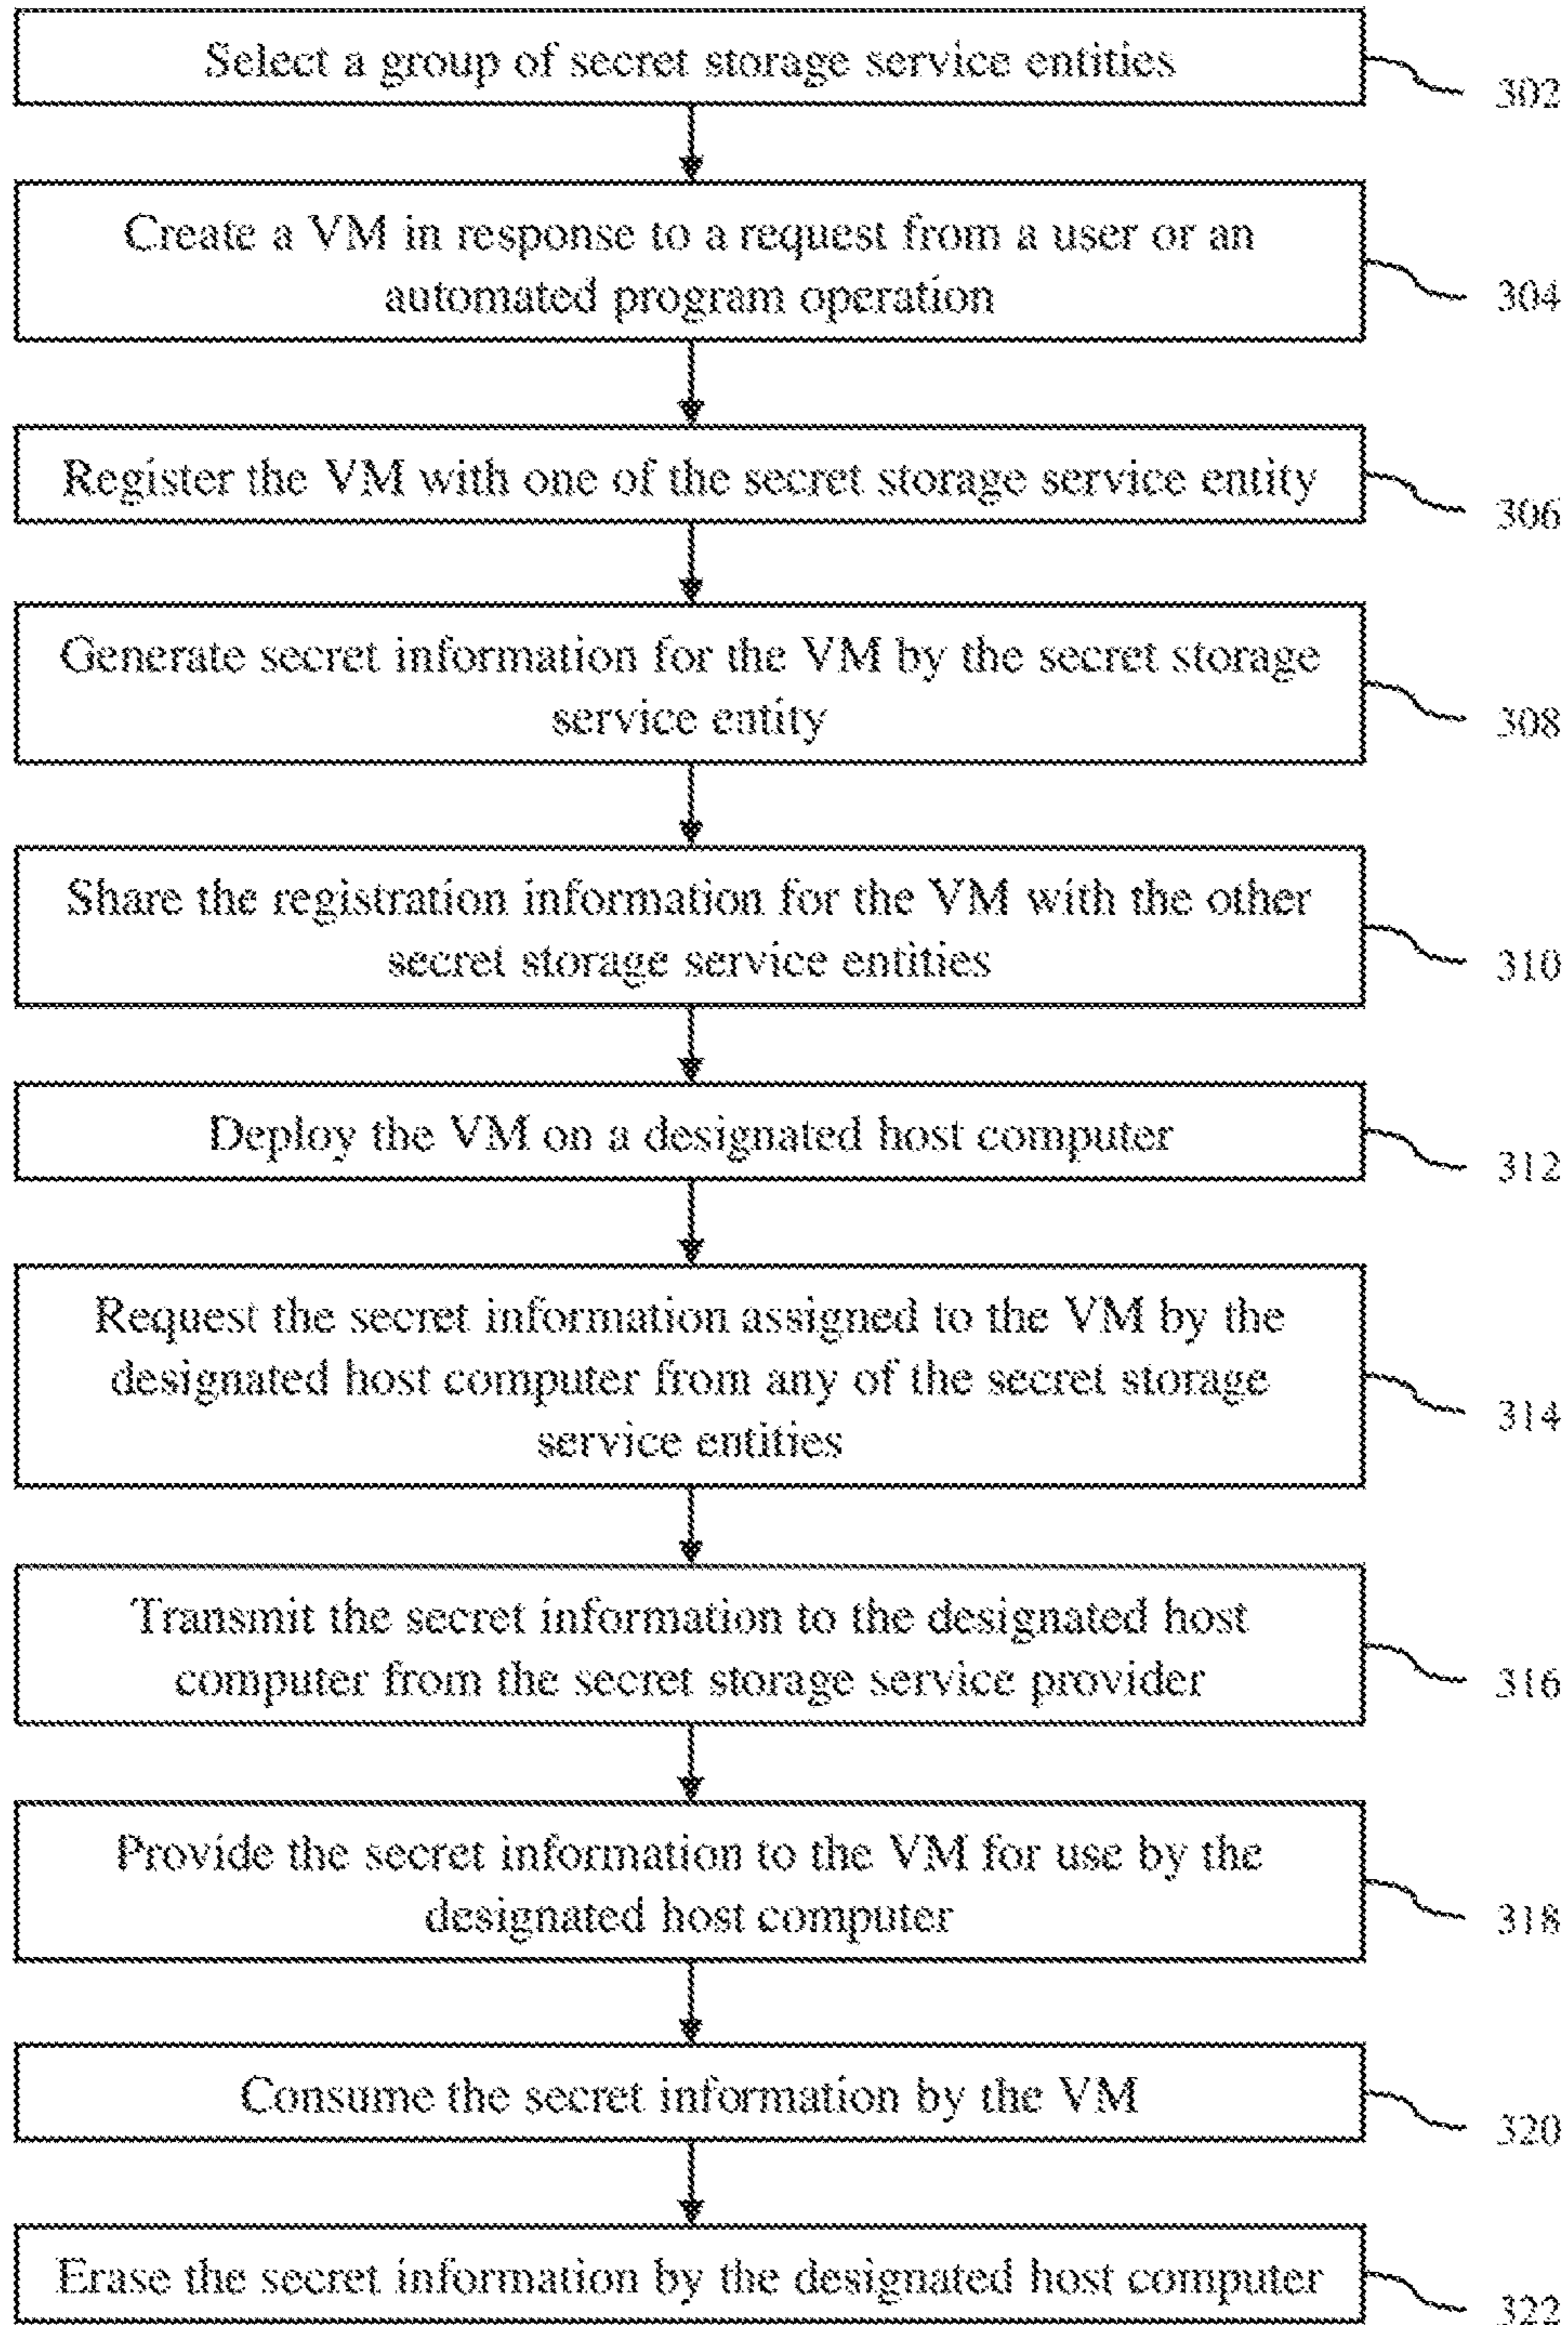 Select a group of secret storage service entities
302
Create a VM in response to a request from a user or an
automated program operation
304
Register the VM with one of the secret storage service entity
306
Generate secret information for the VM by the secret storage
service entity
308
Share the registration information for the VM with the other
secret storage service entities
310
Deploy the VM on a designated host computer
312
Request the secret information assigned to the VM by the
designated host computer from any of the secret storage
service entities
314
Transmit the secret information to the designated host
computer from the secret storage service provider
316
Provide the secret information to the VM for use by the
designated host computer
318
Consume the secret information by the VM
320
Erase the secret information by the designated host computer
322